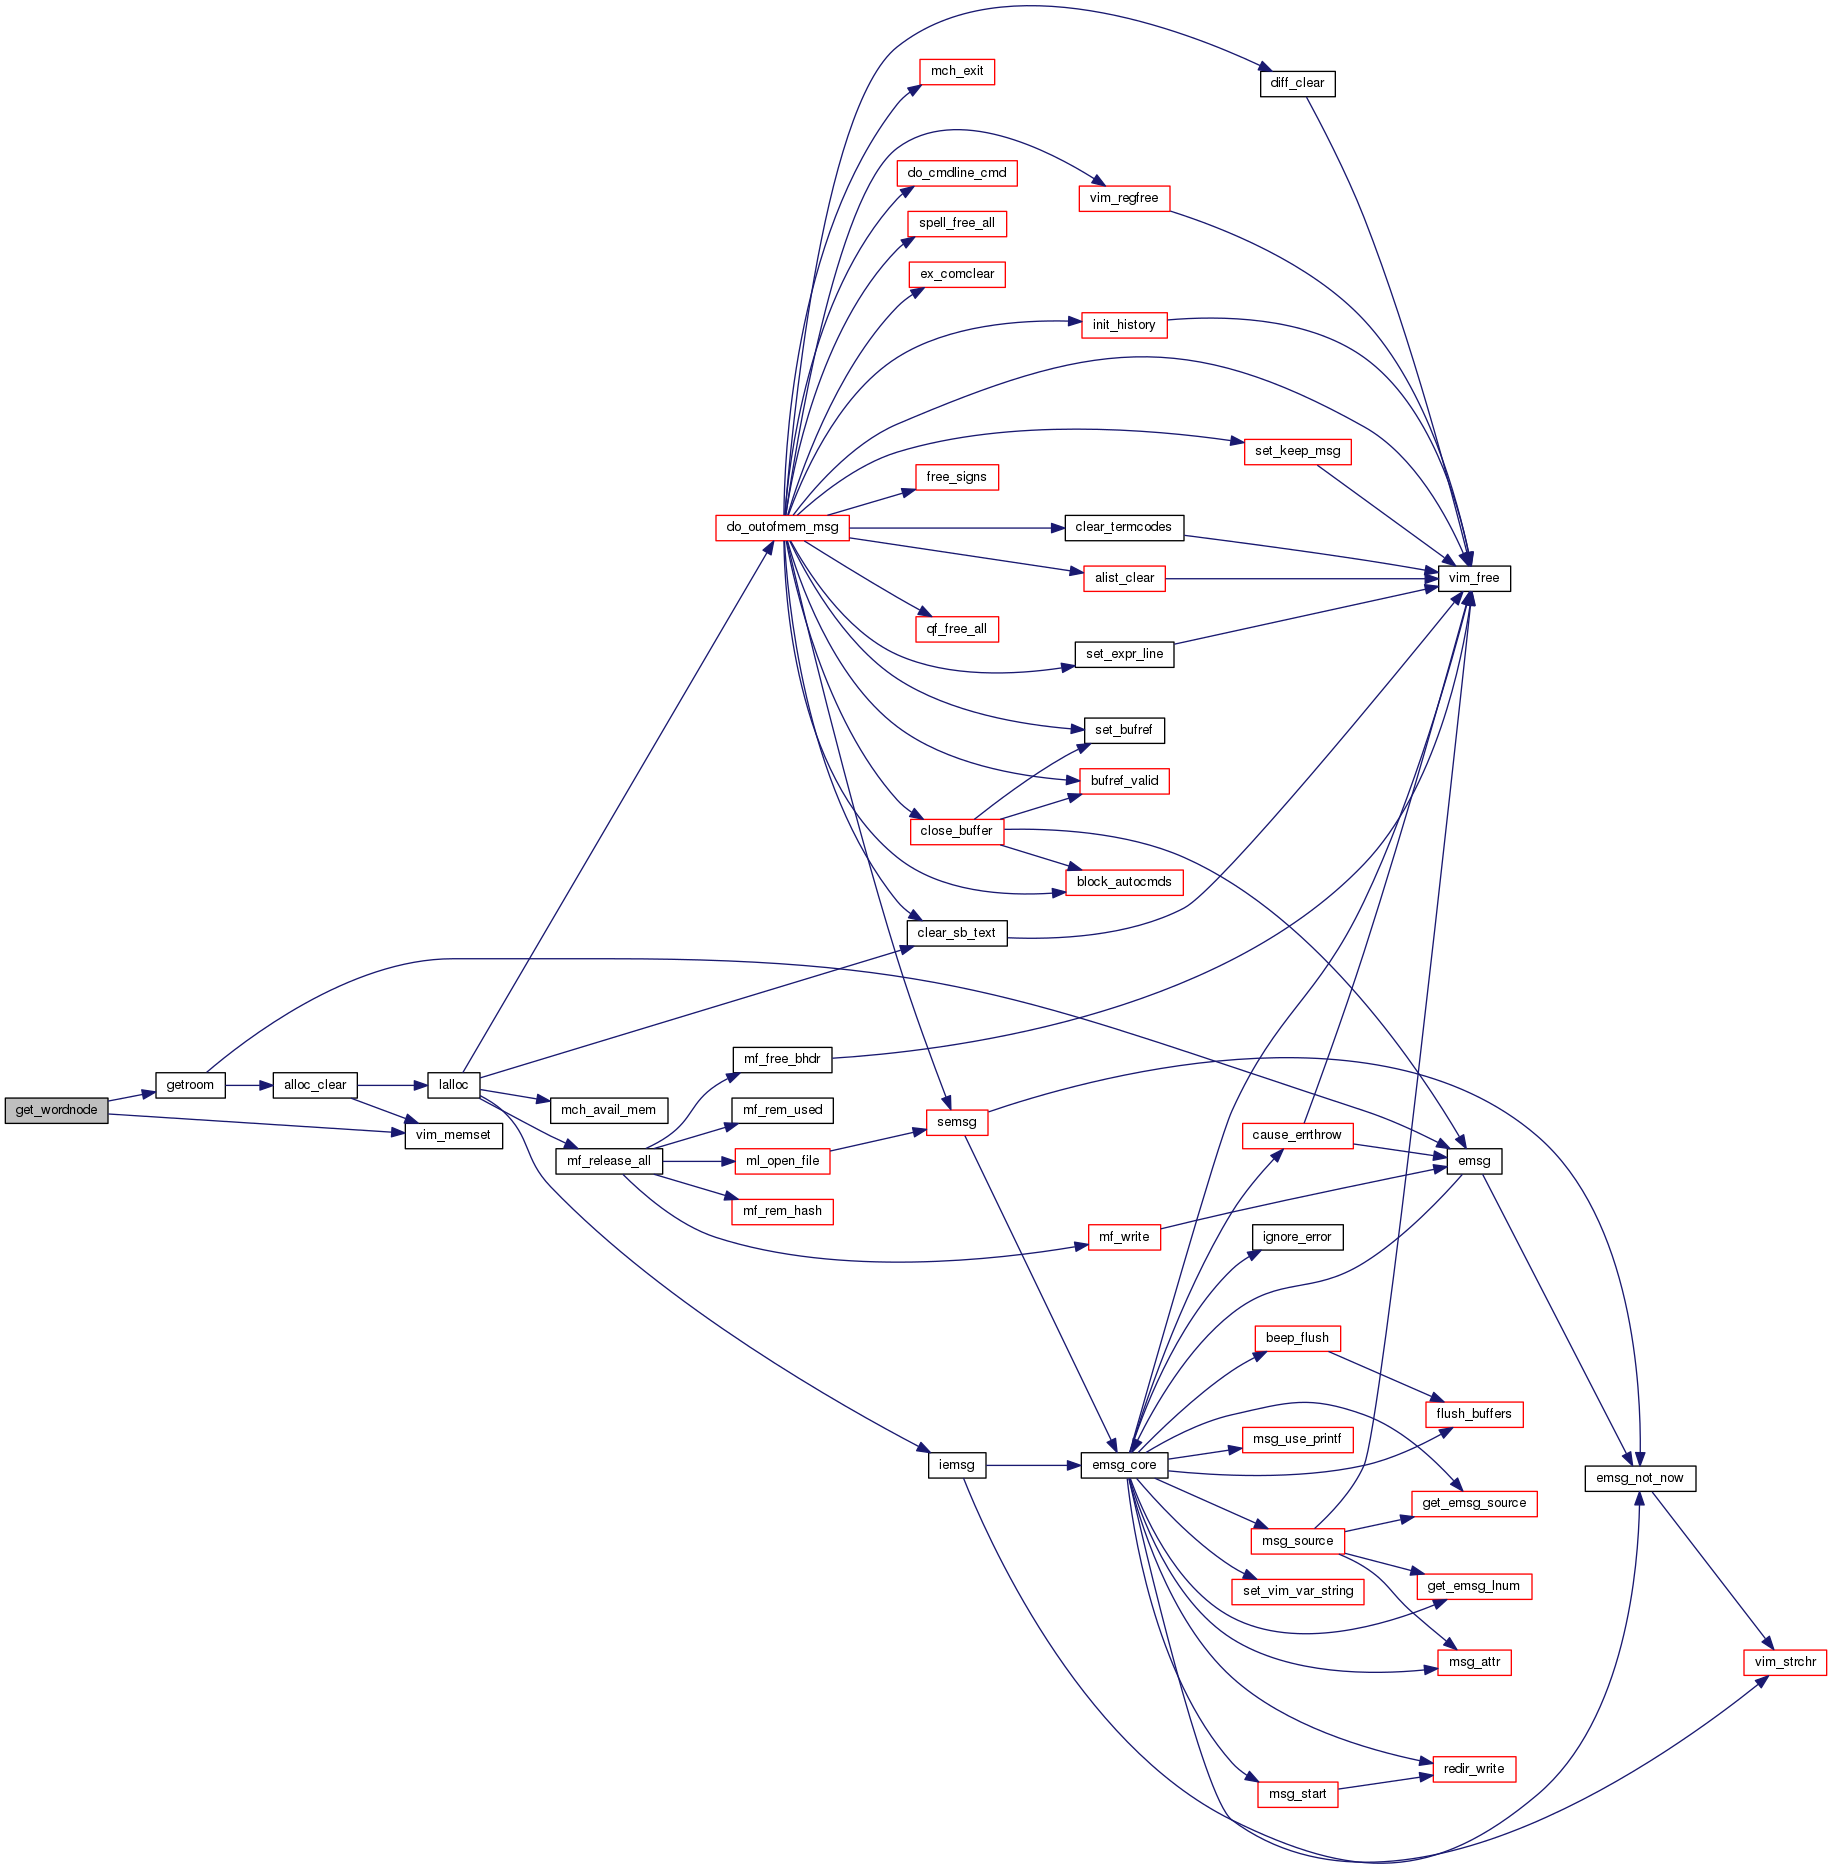 mch_exit
diff_clear
do_cmdline_cmd
vim_regfree
spell_free_all
ex_comclear
init_history
set_keep_msg
free_signs
do_outofmem_msg
clear_termcodes
alist_clear
vim_free
qf_free_all
set_expr_line
set_bufref
bufref_valid
close_buffer
block_autocmds
clear_sb_text
mf_free_bhdr
getroom
alloc_clear
lalloc
get_wordnode
mch_avail_mem
mf_rem_used
semsg
vim_memset
cause_errthrow
mf_release_all
ml_open_file
emsg
mf_rem_hash
mf_write
ignore_error
beep_flush
flush_buffers
msg_use_printf
iemsg
emsg_core
emsg_not_now
get_emsg_source
msg_source
get_emsg_lnum
set_vim_var_string
msg_attr
vim_strchr
redir_write
msg_start